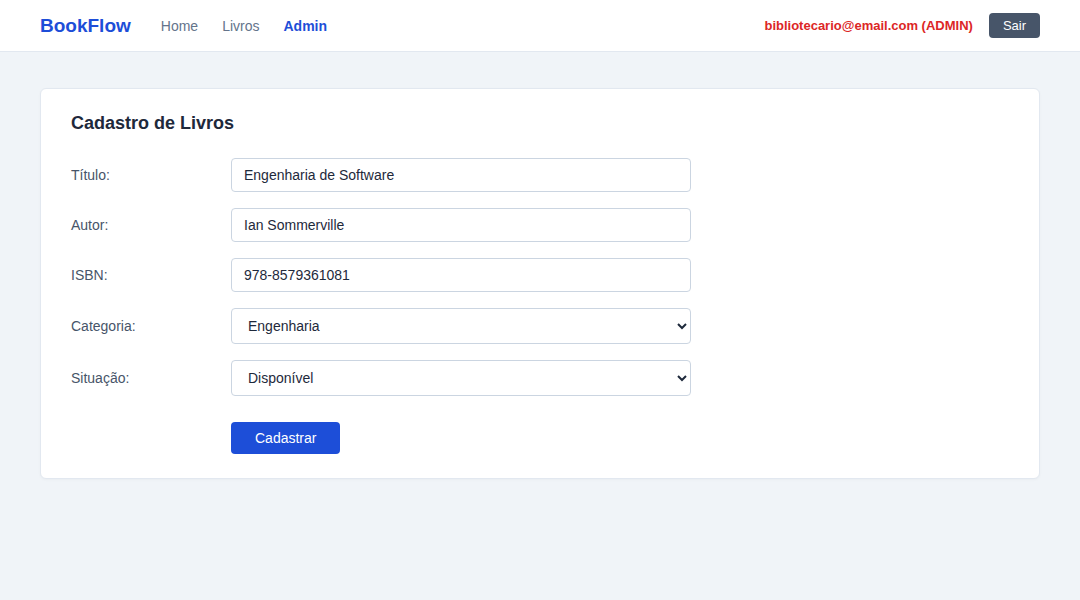 BookFlow Home Livros Admin bibliotecario@email.com (ADMIN) Sair
Cadastro de Livros
Título: Engenharia de Software
Autor: Ian Sommerville
ISBN: 978-8579361081
Categoria: Engenharia
Situação: Disponível
Cadastrar